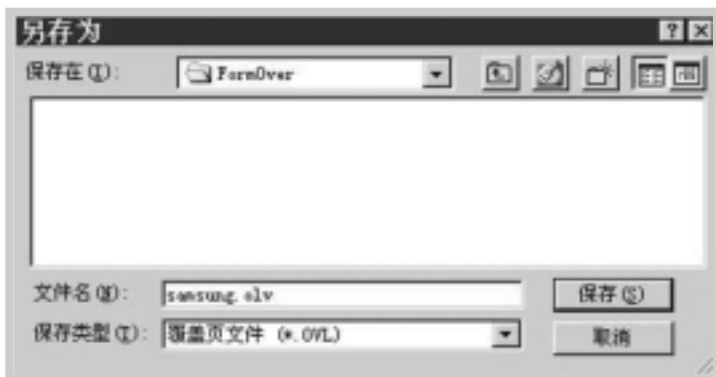 另存为
保存在(I): FormOver
文件名(N): samsung.olv
保存(S)
保存类型(T): 覆盖页文件 (*.OVL)
取消